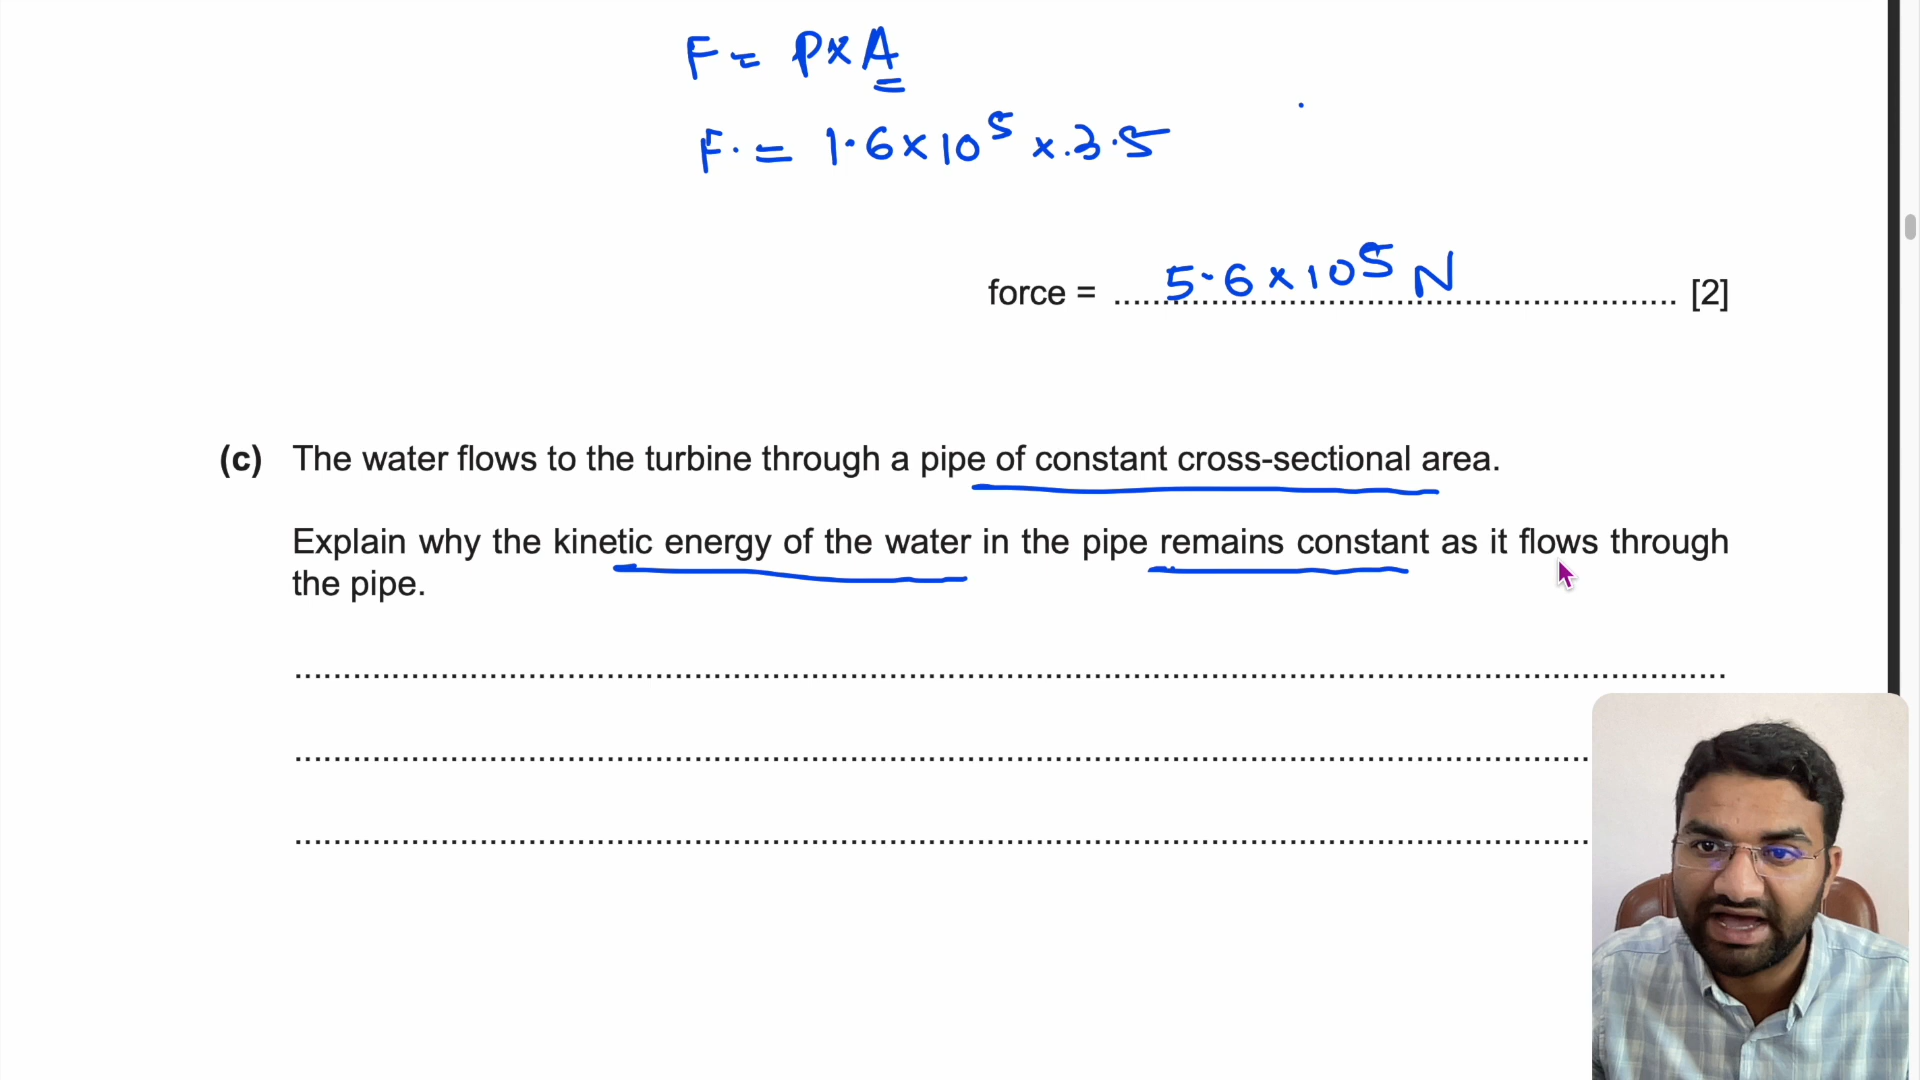 F = P×A
F. = 1.6×10⁵ ×.3.5
force = .......... 5.6×10⁵ N .......... [2]
(c) The water flows to the turbine through a pipe of constant cross-sectional area.
Explain why the kinetic energy of the water in the pipe remains constant as it flows through
the pipe.